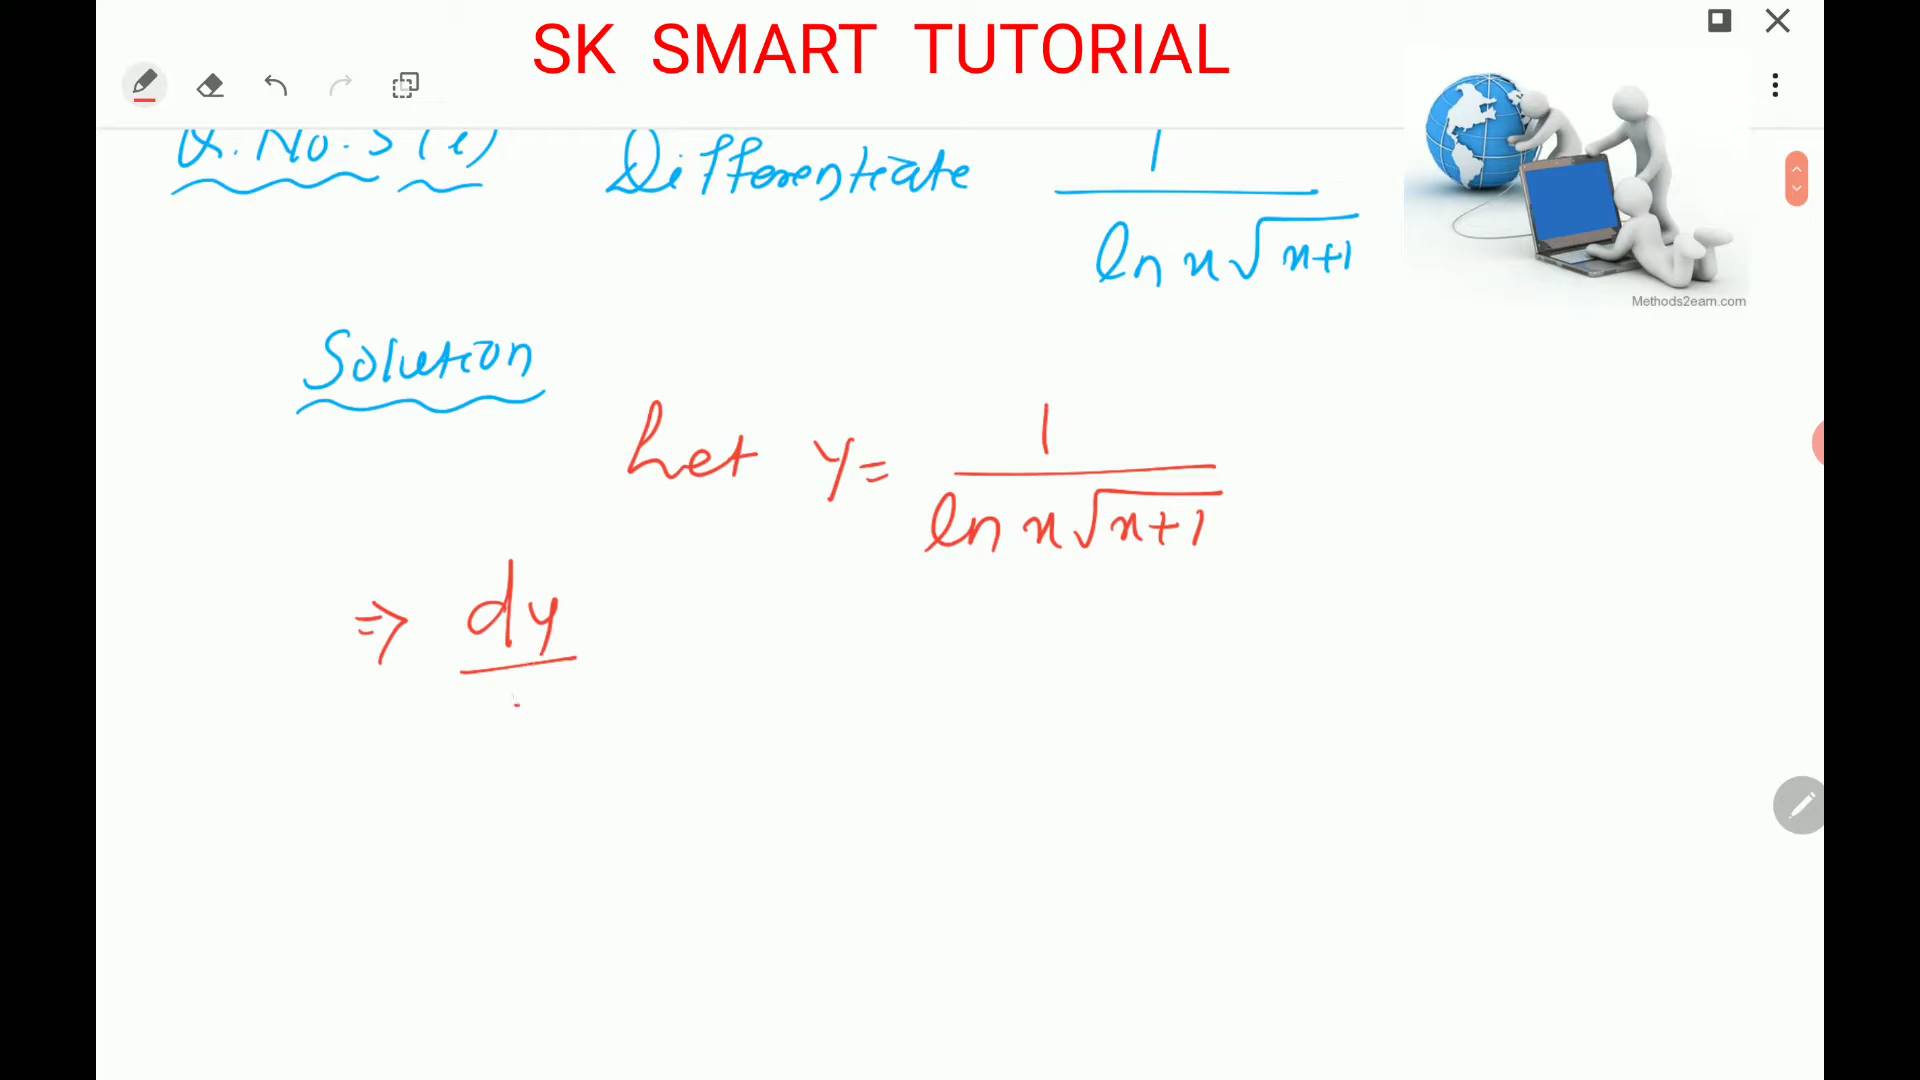 SK SMART TUTORIAL
Q. No. 5 (i) Differentiate 1 / ln x√x+1
Methods2earn.com
Solution
Let y = 1 / ln x√x+1
⇒ dy